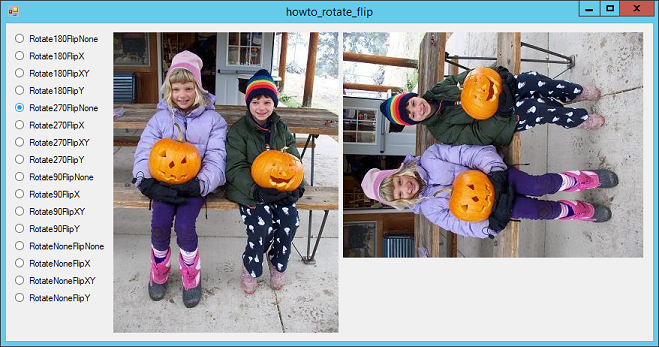 howto_rotate_flip
Rotate180FlipNone
Rotate180FlipX
Rotate180FlipXY
Rotate180FlipY
Rotate270FlipNone
Rotate270FlipX
Rotate270FlipXY
Rotate270FlipY
Rotate90FlipNone
Rotate90FlipX
Rotate90FlipXY
Rotate90FlipY
RotateNoneFlipNone
RotateNoneFlipX
RotateNoneFlipXY
RotateNoneFlipY